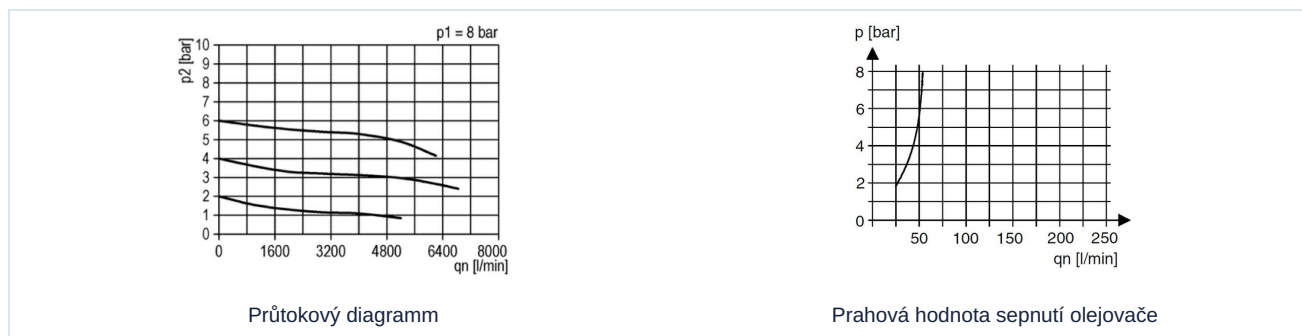 p1 = 8 bar
p2 [bar]
10
9
8
7
6
5
4
3
2
1
0
0 1600 3200 4800 6400 8000
qn [l/min]
Průtokový diagramm
p [bar]
8
6
4
2
0
50 100 150 200 250
qn [l/min]
Prahová hodnota sepnutí olejovače